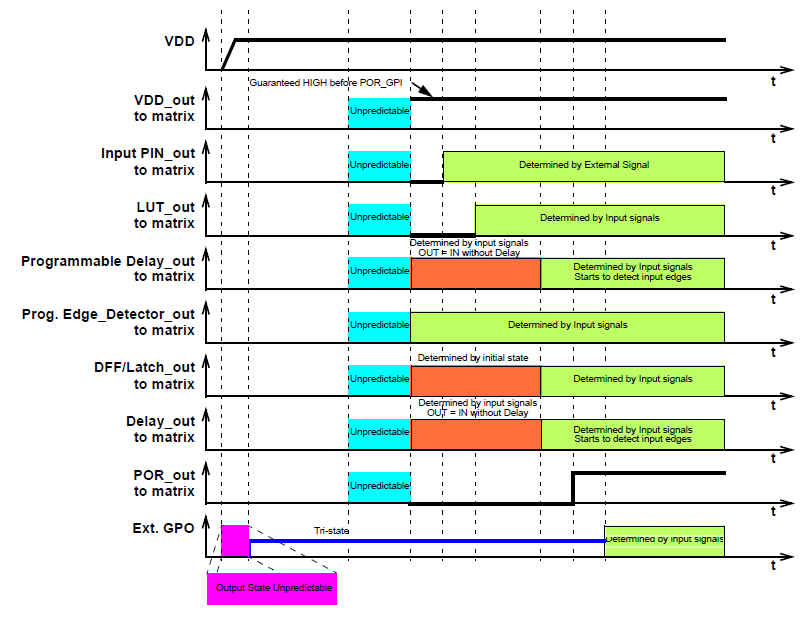 VDD
t
Guaranteed HIGH before POR_GPI
VDD_out
to matrix
Unpredictable
t
Input PIN_out
to matrix
Unpredictable
Determined by External Signal
t
LUT_out
to matrix
Unpredictable
Determined by Input signals
t
Determined by input signals
OUT = IN without Delay
Programmable Delay_out
to matrix
Unpredictable
Determined by Input signals
Starts to detect input edges
t
Prog. Edge_Detector_out
to matrix
Unpredictable
Determined by Input signals
t
Determined by initial state
DFF/Latch_out
to matrix
Unpredictable
Determined by Input signals
t
Determined by input signals
OUT = IN without Delay
Delay_out
to matrix
Unpredictable
Determined by Input signals
Starts to detect input edges
t
POR_out
to matrix
Unpredictable
t
Ext. GPO
Tri-state
Determined by input signals
t
Output State Unpredictable